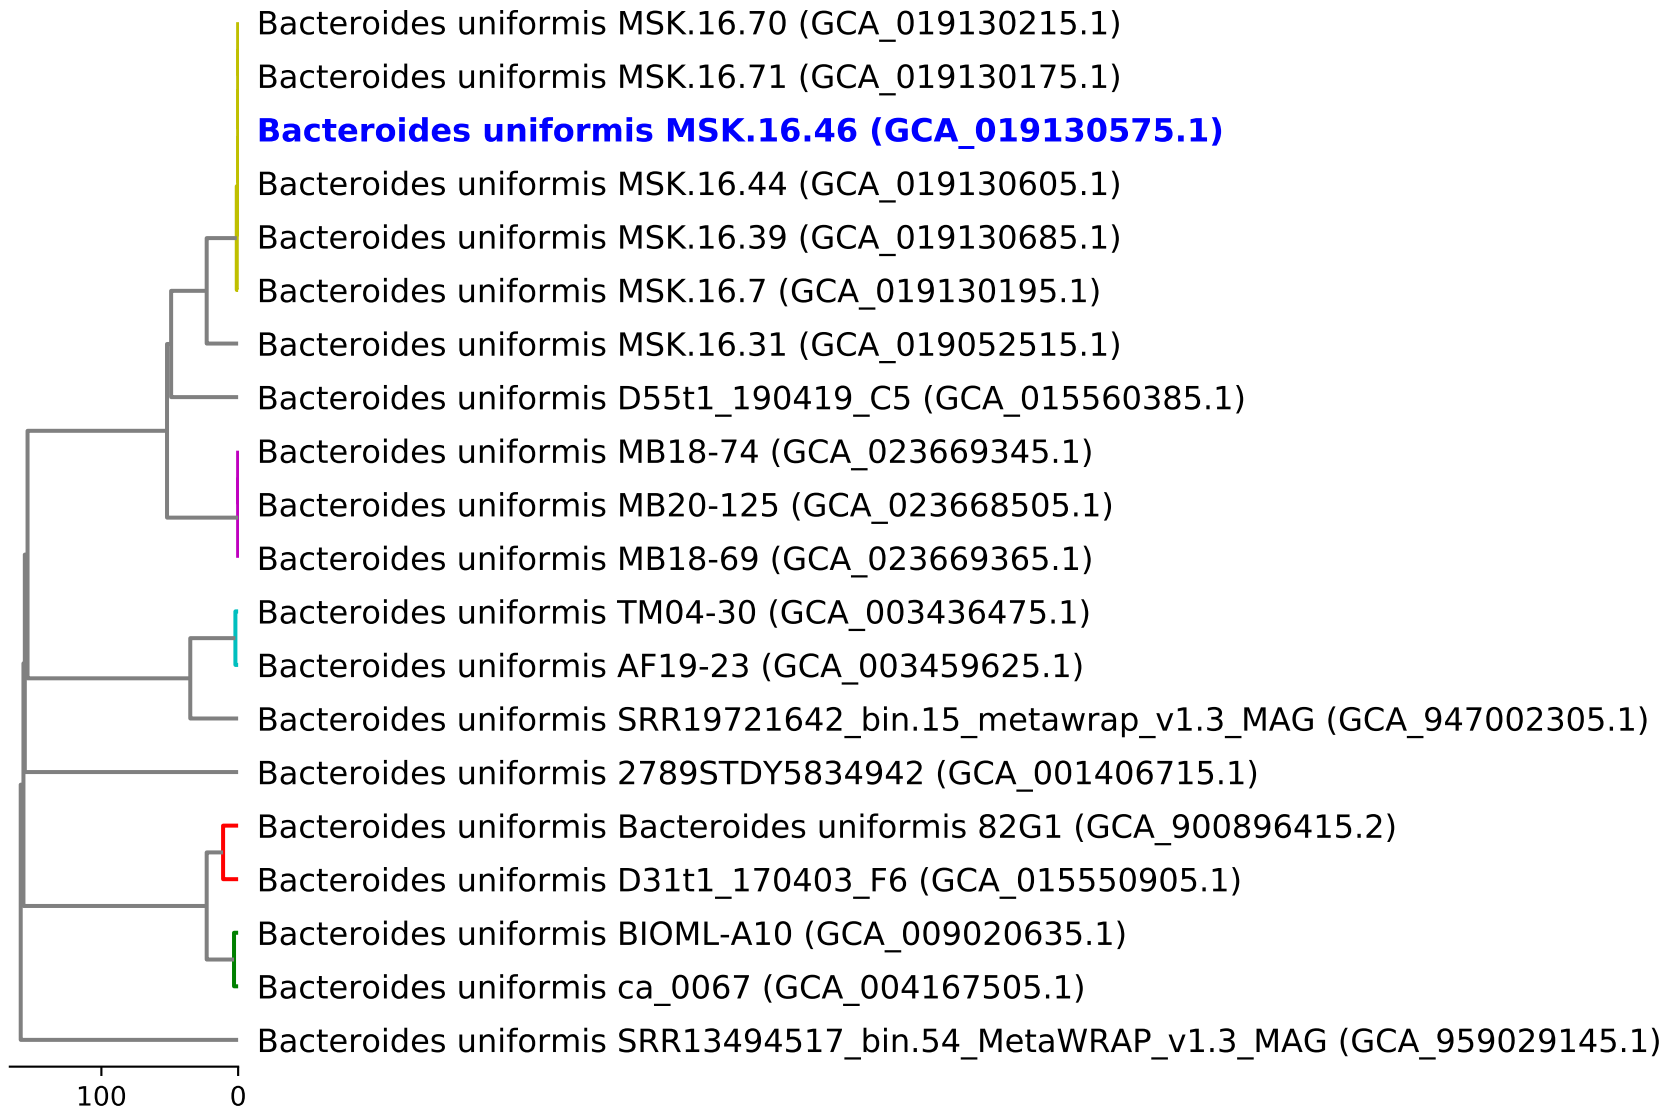 Bacteroides uniformis MSK.16.70 (GCA_019130215.1)
Bacteroides uniformis MSK.16.71 (GCA_019130175.1)
Bacteroides uniformis MSK.16.46 (GCA_019130575.1)
Bacteroides uniformis MSK.16.44 (GCA_019130605.1)
Bacteroides uniformis MSK.16.39 (GCA_019130685.1)
Bacteroides uniformis MSK.16.7 (GCA_019130195.1)
Bacteroides uniformis MSK.16.31 (GCA_019052515.1)
Bacteroides uniformis D55t1_190419_C5 (GCA_015560385.1)
Bacteroides uniformis MB18-74 (GCA_023669345.1)
Bacteroides uniformis MB20-125 (GCA_023668505.1)
Bacteroides uniformis MB18-69 (GCA_023669365.1)
Bacteroides uniformis TM04-30 (GCA_003436475.1)
Bacteroides uniformis AF19-23 (GCA_003459625.1)
Bacteroides uniformis SRR19721642_bin.15_metawrap_v1.3_MAG (GCA_947002305.1)
Bacteroides uniformis 2789STDY5834942 (GCA_001406715.1)
Bacteroides uniformis Bacteroides uniformis 82G1 (GCA_900896415.2)
Bacteroides uniformis D31t1_170403_F6 (GCA_015550905.1)
Bacteroides uniformis BIOML-A10 (GCA_009020635.1)
Bacteroides uniformis ca_0067 (GCA_004167505.1)
Bacteroides uniformis SRR13494517_bin.54_MetaWRAP_v1.3_MAG (GCA_959029145.1)
100 0